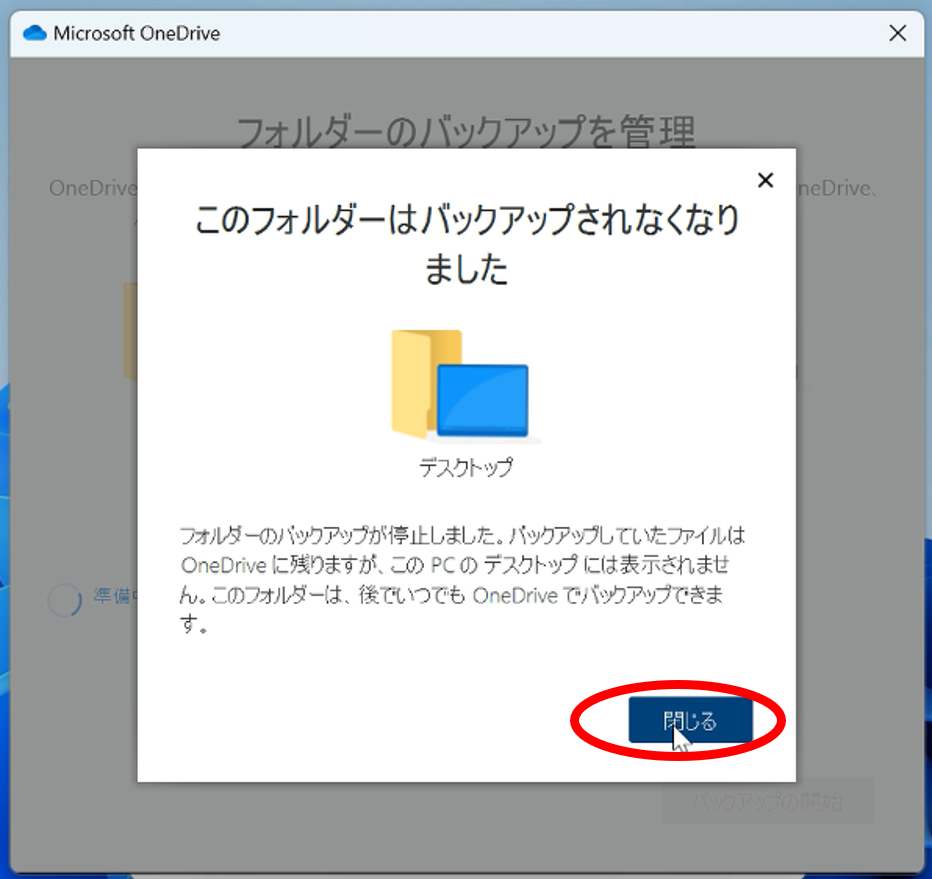 Microsoft OneDrive
フォルダーのバックアップを管理
OneDrive
neDrive、
このフォルダーはバックアップされなくなり
ました
デスクトップ
フォルダーのバックアップが停止しました。バックアップしていたファイルは
OneDrive に残りますが、この PC の デスクトップ には表示されませ
ん。このフォルダーは、後でいつでも OneDrive でバックアップできま
す。
準備中
閉じる
バックアップの開始